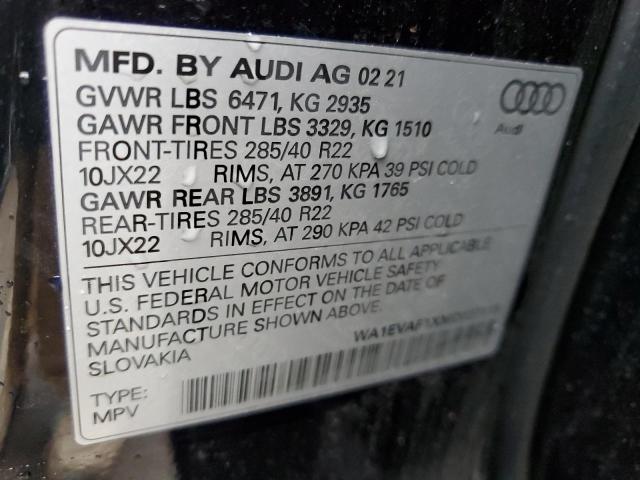 MFD. BY AUDI AG 02 21
GVWR LBS 6471, KG 2935
GAWR FRONT LBS 3329, KG 1510
FRONT-TIRES 285/40 R22
10JX22 RIMS, AT 270 KPA 39 PSI COLD
GAWR REAR LBS 3891, KG 1765
REAR-TIRES 285/40 R22
10JX22 RIMS, AT 290 KPA 42 PSI COLD
Audi
THIS VEHICLE CONFORMS TO ALL APPLICABLE
U.S. FEDERAL MOTOR VEHICLE SAFETY
STANDARDS IN EFFECT ON THE DATE OF
MANUFACTURE SHOWN ABOVE.
SLOVAKIA
TYPE:
MPV